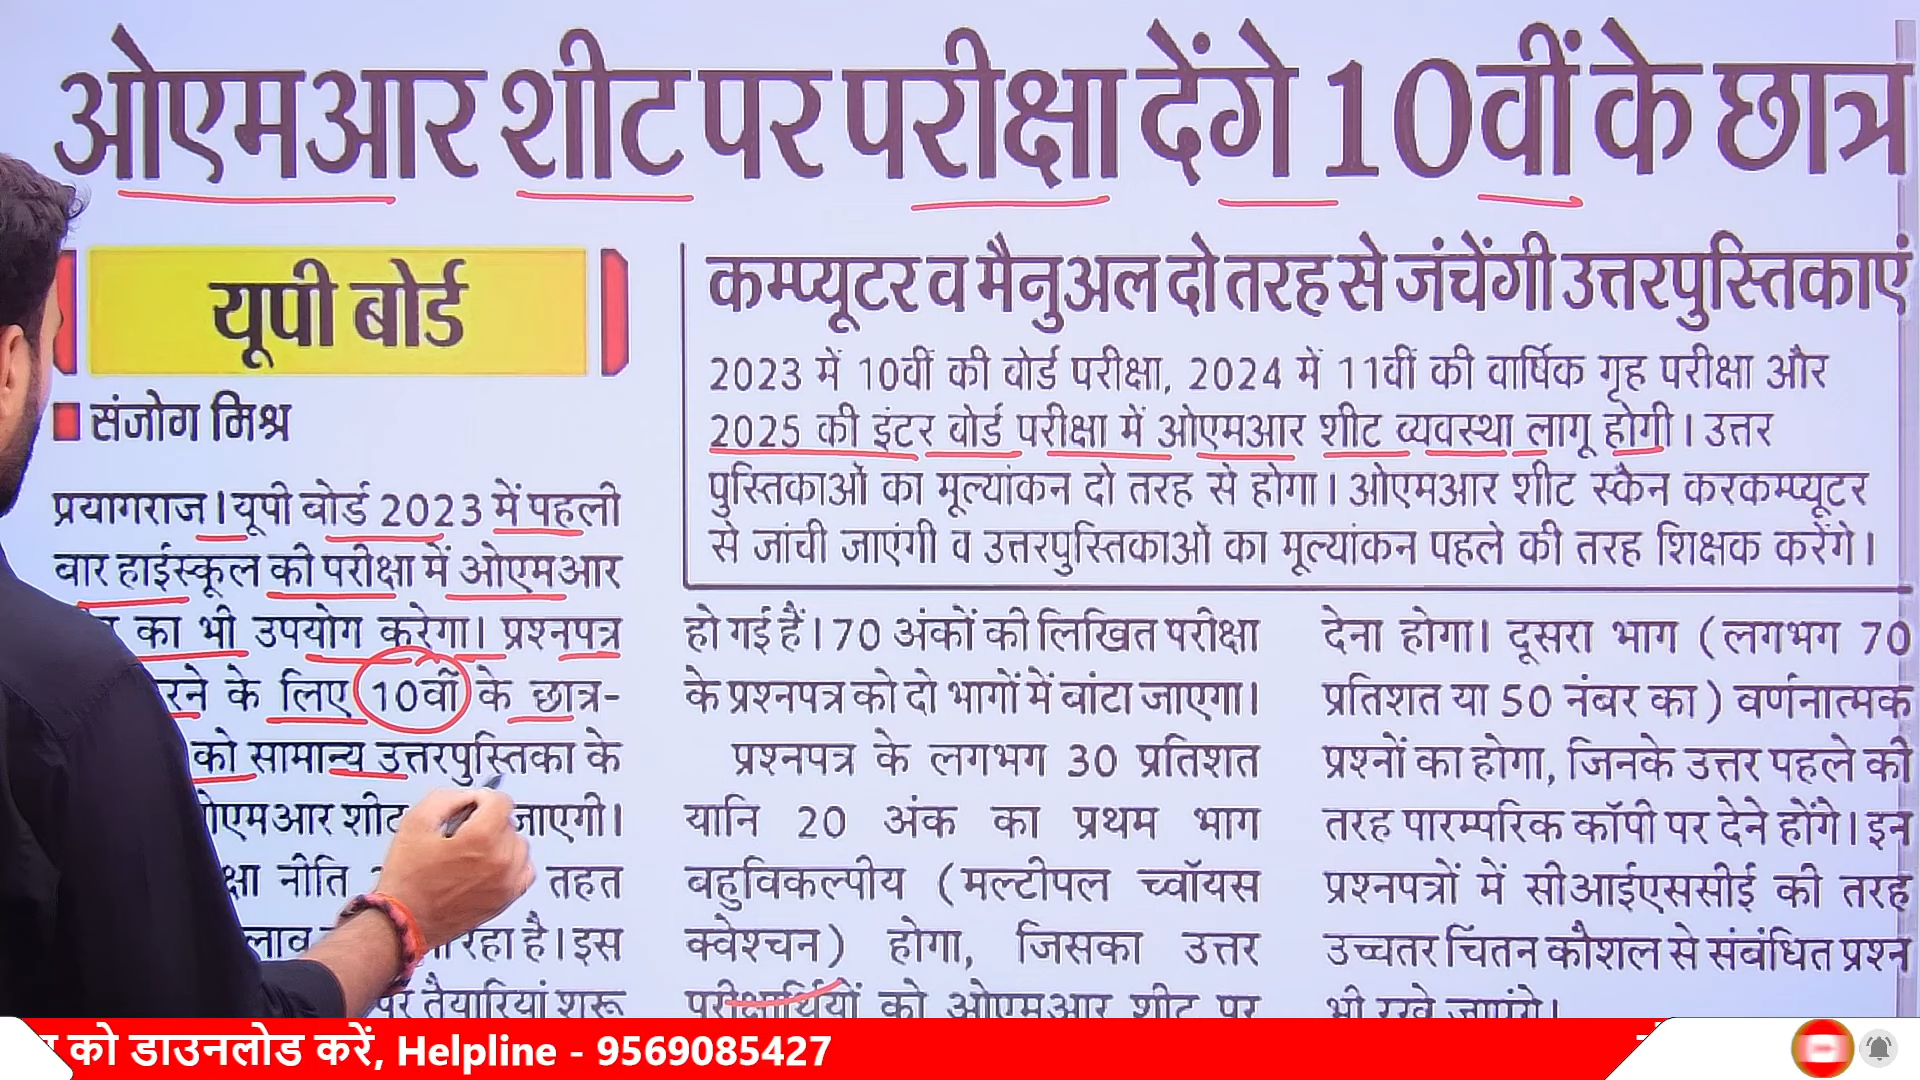 ओएमआर शीट पर परीक्षा देंगे 10वीं के छात्र
यूपी बोर्ड
संजोग मिश्र
प्रयागराज। यूपी बोर्ड 2023 में पहली
बार हाईस्कूल की परीक्षा में ओएमआर
का भी उपयोग करेगा। प्रश्नपत्र
के लिए 10वीं के छात्र-
को सामान्य उत्तरपुस्तिका के
शीट जाएगी।
नीति तहत
रहा है। इस
पर तैयारियां शुरू
कम्प्यूटर व मैनुअल दो तरह से जंचेंगी उत्तरपुस्तिकाएं
2023 में 10वीं की बोर्ड परीक्षा, 2024 में 11वीं की वार्षिक गृह परीक्षा और
2025 की इंटर बोर्ड परीक्षा में ओएमआर शीट व्यवस्था लागू होगी। उत्तर
पुस्तिकाओं का मूल्यांकन दो तरह से होगा। ओएमआर शीट स्कैन करकम्प्यूटर
से जांची जाएंगी व उत्तरपुस्तिकाओं का मूल्यांकन पहले की तरह शिक्षक करेंगे।
हो गई हैं। 70 अंकों की लिखित परीक्षा
के प्रश्नपत्र को दो भागों में बांटा जाएगा।
प्रश्नपत्र के लगभग 30 प्रतिशत
यानि 20 अंक का प्रथम भाग
बहुविकल्पीय (मल्टीपल च्वॉयस
क्वेश्चन) होगा, जिसका उत्तर
परीक्षार्थियों को ओएमआर शीट पर
देना होगा। दूसरा भाग (लगभग 70
प्रतिशत या 50 नंबर का) वर्णनात्मक
प्रश्नों का होगा, जिनके उत्तर पहले की
तरह पारम्परिक कॉपी पर देने होंगे। इन
प्रश्नपत्रों में सीआईएससीई की तरह
उच्चतर चिंतन कौशल से संबंधित प्रश्न
भी रखे जाएंगे।
को डाउनलोड करें, Helpline - 9569085427